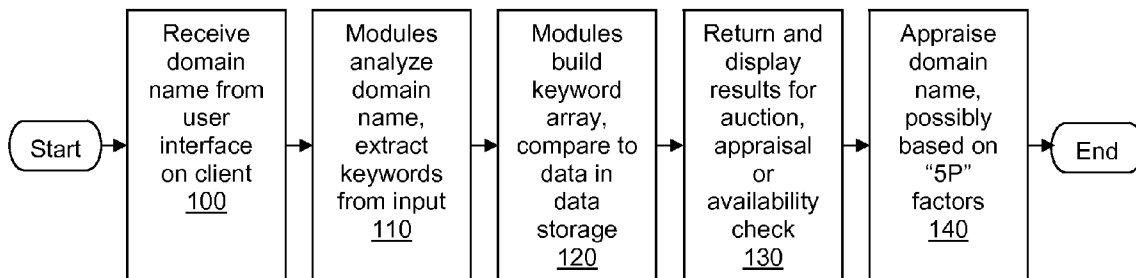 Start
Receive
domain
name from
user
interface
on client
100
Modules
analyze
domain
name,
extract
keywords
from input
110
Modules
build
keyword
array,
compare to
data in
data
storage
120
Return and
display
results for
auction,
appraisal
or
availability
check
130
Appraise
domain
name,
possibly
based on
“5P”
factors
140
End